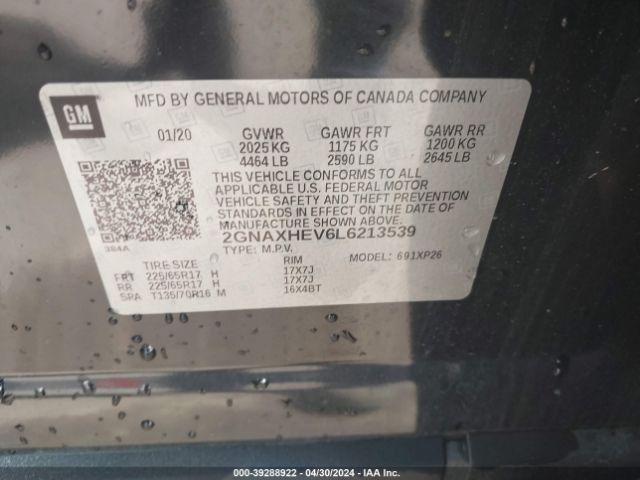 GM
MFD BY GENERAL MOTORS OF CANADA COMPANY
01/20 GVWR GAWR FRT GAWR RR
2025 KG 1175 KG 1200 KG
4464 LB 2590 LB 2645 LB
THIS VEHICLE CONFORMS TO ALL
APPLICABLE U.S. FEDERAL MOTOR
VEHICLE SAFETY AND THEFT
PREVENTION STANDARDS IN
EFFECT ON THE DATE OF
MANUFACTURE SHOWN ABOVE.
384A
2GNAXHEV6L6213539
TYPE: M.P.V. MODEL: 691XP26
TIRE SIZE RIM
FRT 225/65R17 H 17X7J
RR 225/65R17 H 17X7J
SPA T135/70R16 M 16X4BT
000-39288922 / 04/30/2024 - IAA Inc.